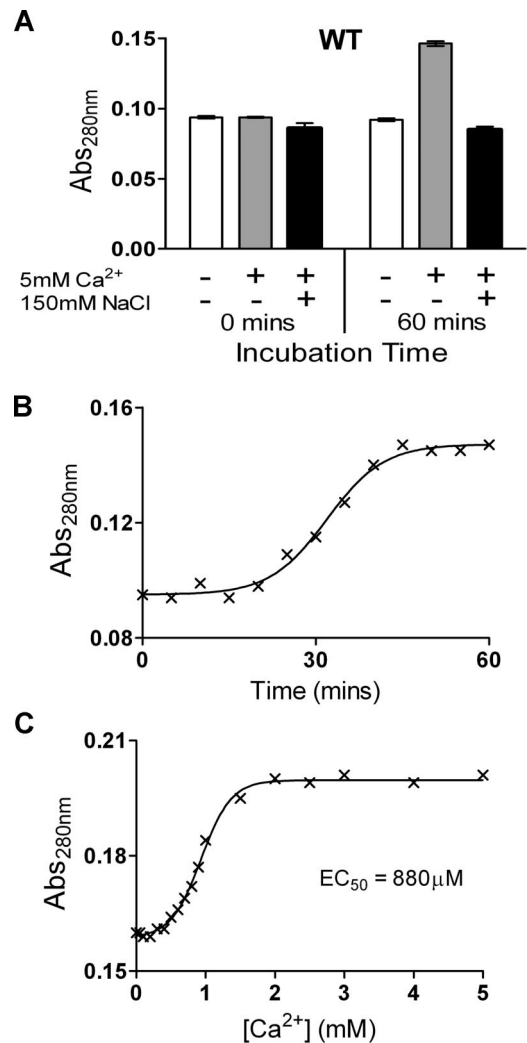 A
WT
0.15
0.10
0.05
0.00
Abs280nm
5mM Ca2+ - + + - + +
150mM NaCl - - + - - +
0 mins 60 mins
Incubation Time
B
0.16
0.12
0.08
Abs280nm
0 30 60
Time (mins)
C
0.21
0.18
0.15
Abs280nm
EC50 = 880μM
0 1 2 3 4 5
[Ca2+] (mM)